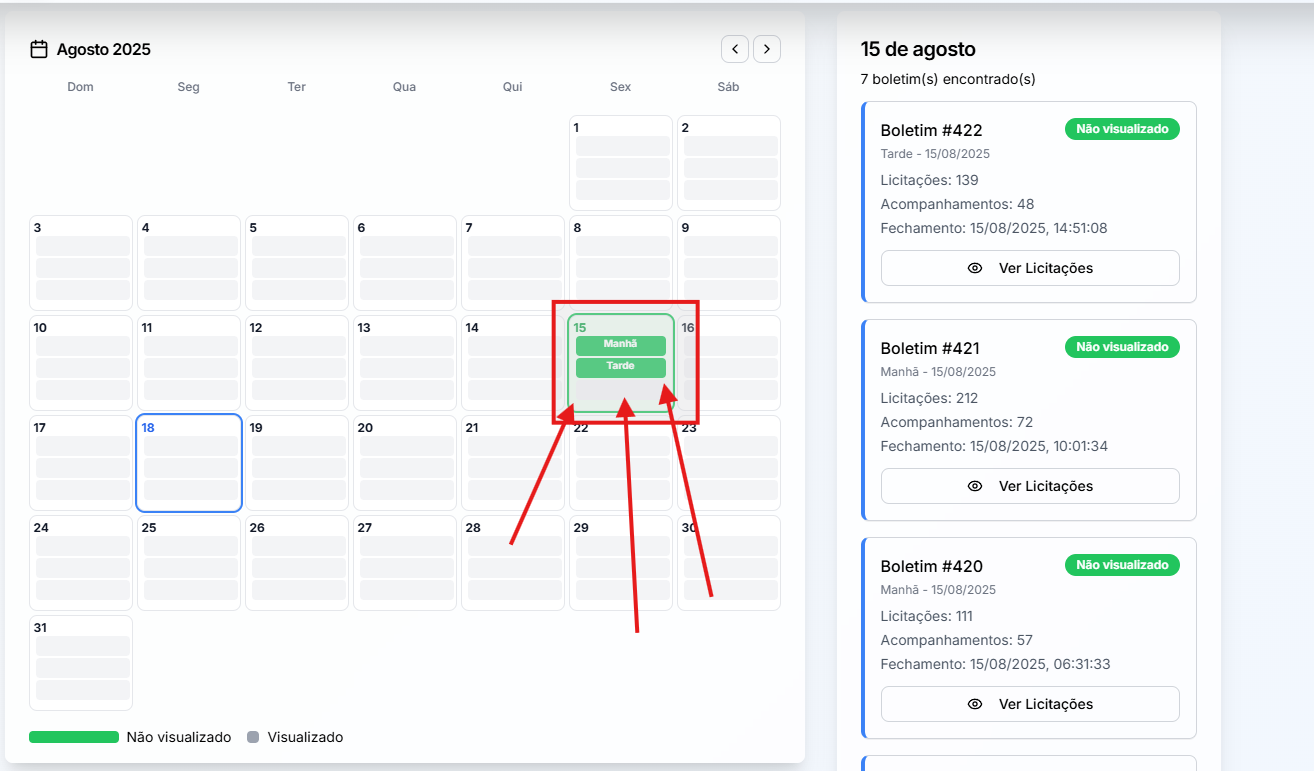 Agosto 2025
Dom Seg Ter Qua Qui Sex Sáb
1 2
3 4 5 6 7 8 9
10 11 12 13 14 15 16
Manhã
Tarde
17 18 19 20 21 22 23
24 25 26 27 28 29 30
31
Não visualizado Visualizado
15 de agosto
7 boletim(s) encontrado(s)
Boletim #422 Não visualizado
Tarde - 15/08/2025
Licitações: 139
Acompanhamentos: 48
Fechamento: 15/08/2025, 14:51:08
Ver Licitações
Boletim #421 Não visualizado
Manhã - 15/08/2025
Licitações: 212
Acompanhamentos: 72
Fechamento: 15/08/2025, 10:01:34
Ver Licitações
Boletim #420 Não visualizado
Manhã - 15/08/2025
Licitações: 111
Acompanhamentos: 57
Fechamento: 15/08/2025, 06:31:33
Ver Licitações